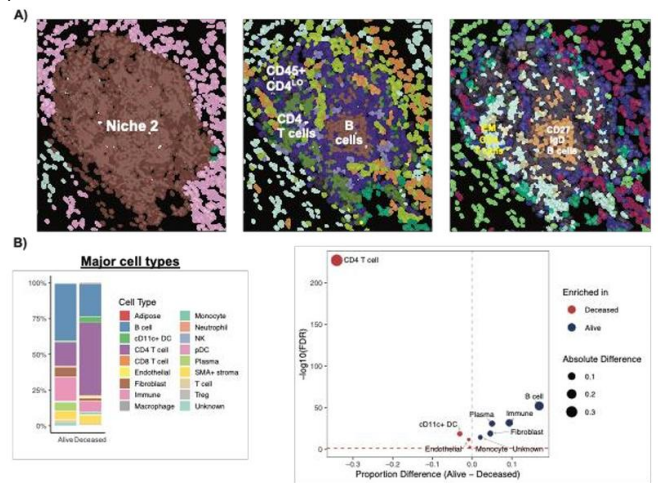 A)
Niche 2
CD45+
CD4LO
CD4
T cells
B
cells
EM
CD27
IgD
B cells
B)
Major cell types
100%
75%
50%
25%
0%
Alive Deceased
Cell Type
Adipose
B cell
cD11c+ DC
CD4 T cell
CD8 T cell
Endothelial
Fibroblast
Immune
Macrophage
Monocyte
Neutrophil
NK
pDC
Plasma
SMA+ stroma
T cell
Treg
Unknown
-log10(FDR)
200
100
50
0
CD4 T cell
B cell
Plasma
Immune
cD11c+ DC
Fibroblast
Endothelial
Monocyte
Unknown
-0.3
-0.2
-0.1
0.0
0.1
Proportion Difference (Alive - Deceased)
Enriched in
Deceased
Alive
Absolute Difference
0.1
0.2
0.3